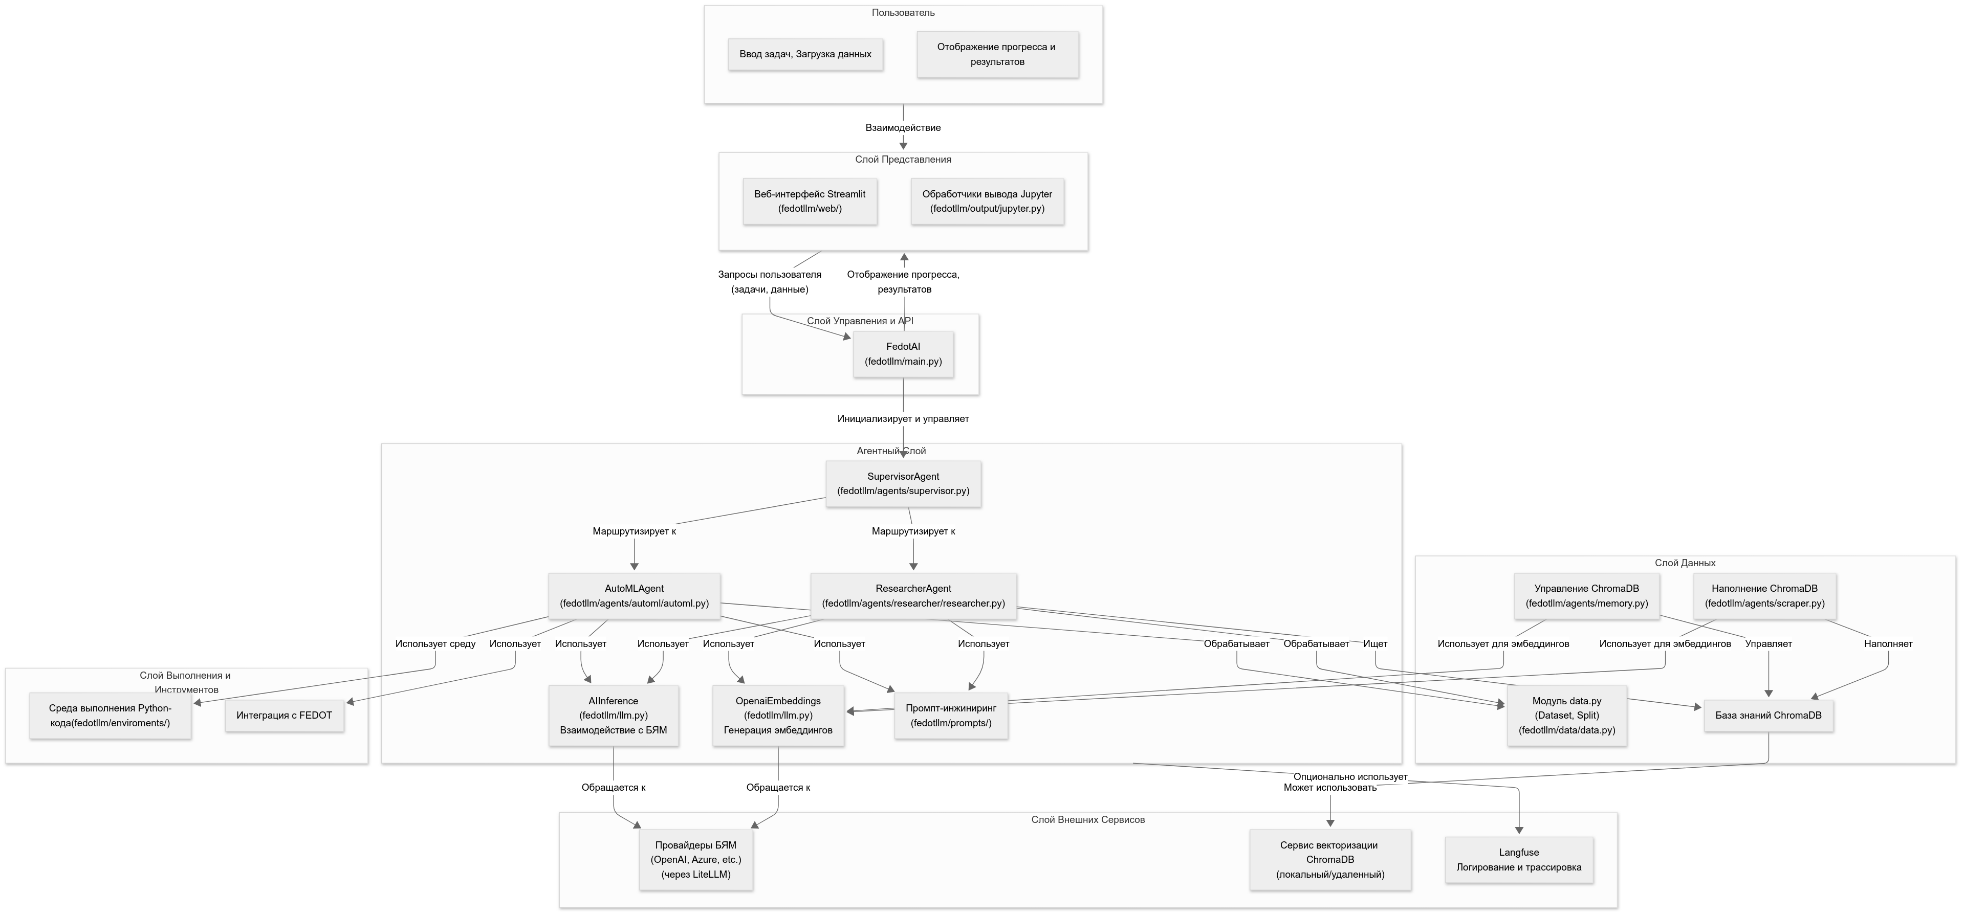 Пользователь
Ввод задач, Загрузка данных
Отображение прогресса и
результатов
Взаимодействие
Слой Представления
Веб-интерфейс Streamlit
(fedotllm/web/)
Обработчики вывода Jupyter
(fedotllm/output/jupyter.py)
Запросы пользователя
(задачи, данные)
Отображение прогресса,
результатов
Слой Управления и API
FedotAI
(fedotllm/main.py)
Инициализирует и управляет
Агентный Слой
SupervisorAgent
(fedotllm/agents/supervisor.py)
Маршрутизирует к
Маршрутизирует к
AutoMLAgent
(fedotllm/agents/automl/automl.py)
ResearcherAgent
(fedotllm/agents/researcher/researcher.py)
Слой Данных
Управление ChromaDB
(fedotllm/agents/memory.py)
Наполнение ChromaDB
(fedotllm/agents/scraper.py)
Использует среду
Использует
Использует
Использует
Использует
Использует
Использует
Обрабатывает
Обрабатывает
Ищет
Использует для эмбеддингов
Использует для эмбеддингов
Управляет
Наполняет
Слой Выполнения и
Инструментов
Среда выполнения Python-
кода(fedotllm/enviroments/)
Интеграция с FEDOT
AIInference
(fedotllm/llm.py)
Взаимодействие с БЯМ
OpenaiEmbeddings
(fedotllm/llm.py)
Генерация эмбеддингов
Промпт-инжиниринг
(fedotllm/prompts/)
Модуль data.py
(Dataset, Split)
(fedotllm/data/data.py)
База знаний ChromaDB
Обращается к
Обращается к
Опционально использует
Может использовать
Слой Внешних Сервисов
Провайдеры БЯМ
(OpenAI, Azure, etc.)
(через LiteLLM)
Сервис векторизации
ChromaDB
(локальный/удаленный)
Langfuse
Логирование и трассировка